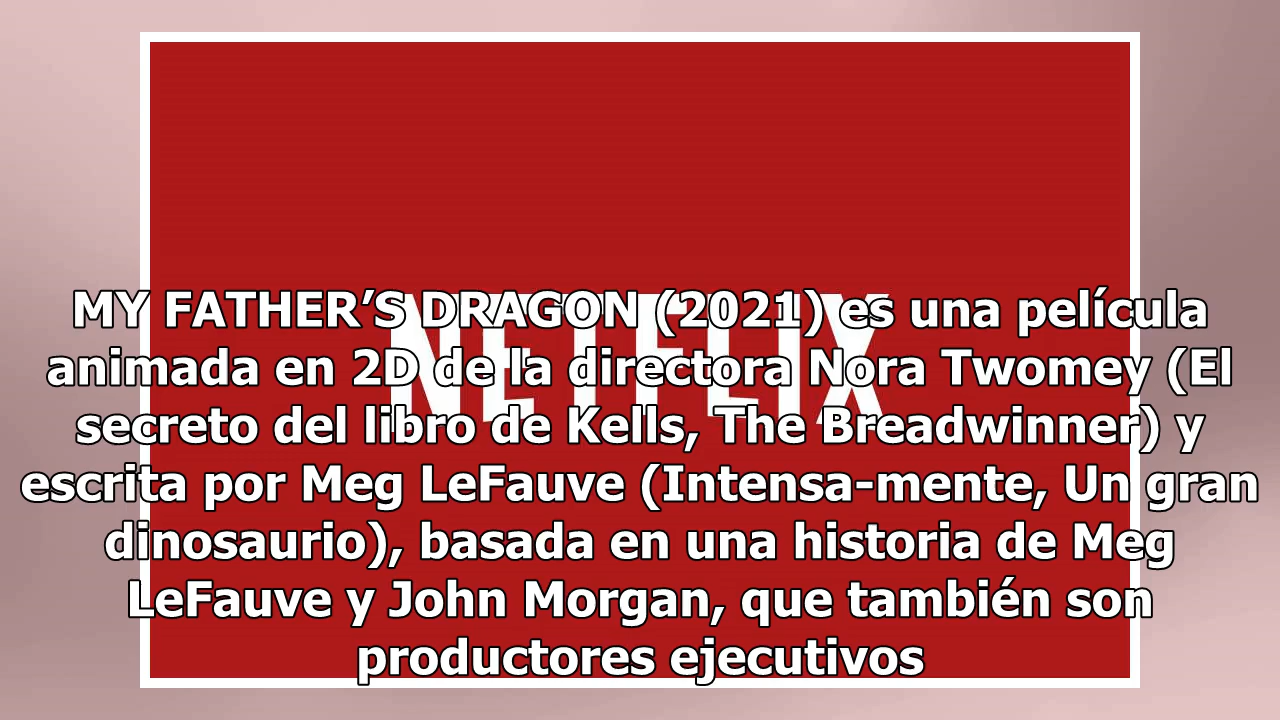 MY FATHER’S DRAGON (2021) es una película
animada en 2D de la directora Nora Twomey (El
secreto del libro de Kells, The Breadwinner) y
escrita por Meg LeFauve (Intensa-mente, Un gran
dinosaurio), basada en una historia de Meg
LeFauve y John Morgan, que también son
productores ejecutivos
NETFLIX